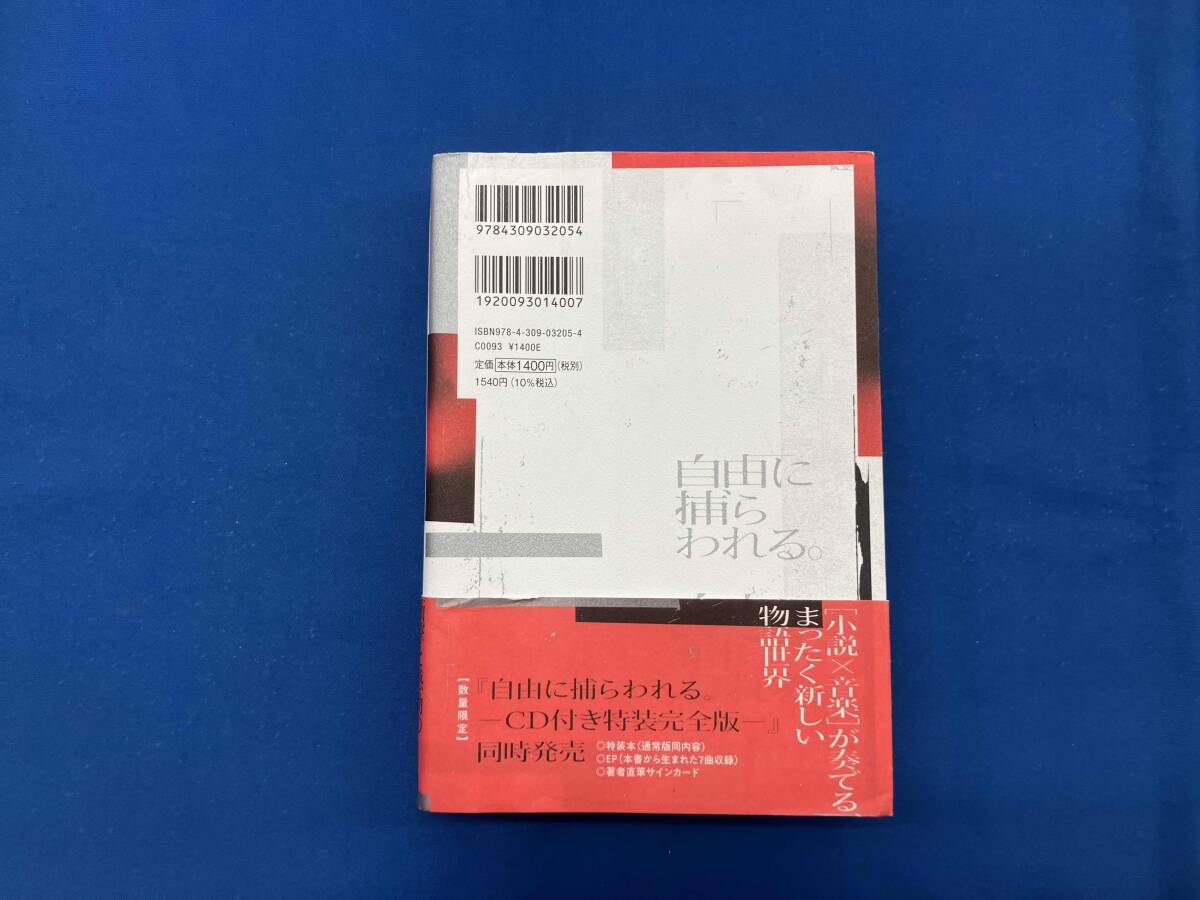 9784309032054
1920093014007
ISBN978-4-309-03205-4
C0093 ¥1400E
定価 本体1400円(税別)
1540円(10%税込)
自由に
捕ら
われる。
[小説×音楽]が奏でる、
まったく新しい
物語世界
『自由に捕らわれる。
―CD付き特装完全版―』
同時発売
【数量限定】
◎特装本(通常版同内容)
◎EP(本書から生まれた7曲収録)
◎著者直筆サインカード